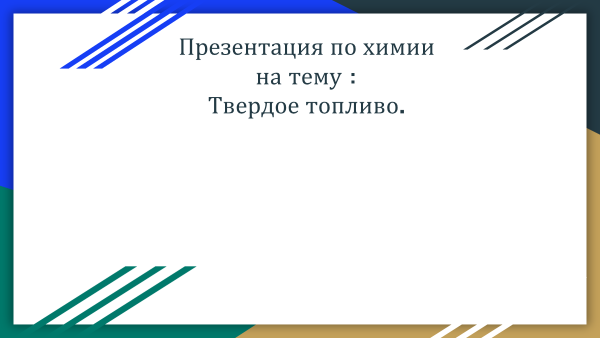 Презентация по химии
на тему :
Твердое топливо.